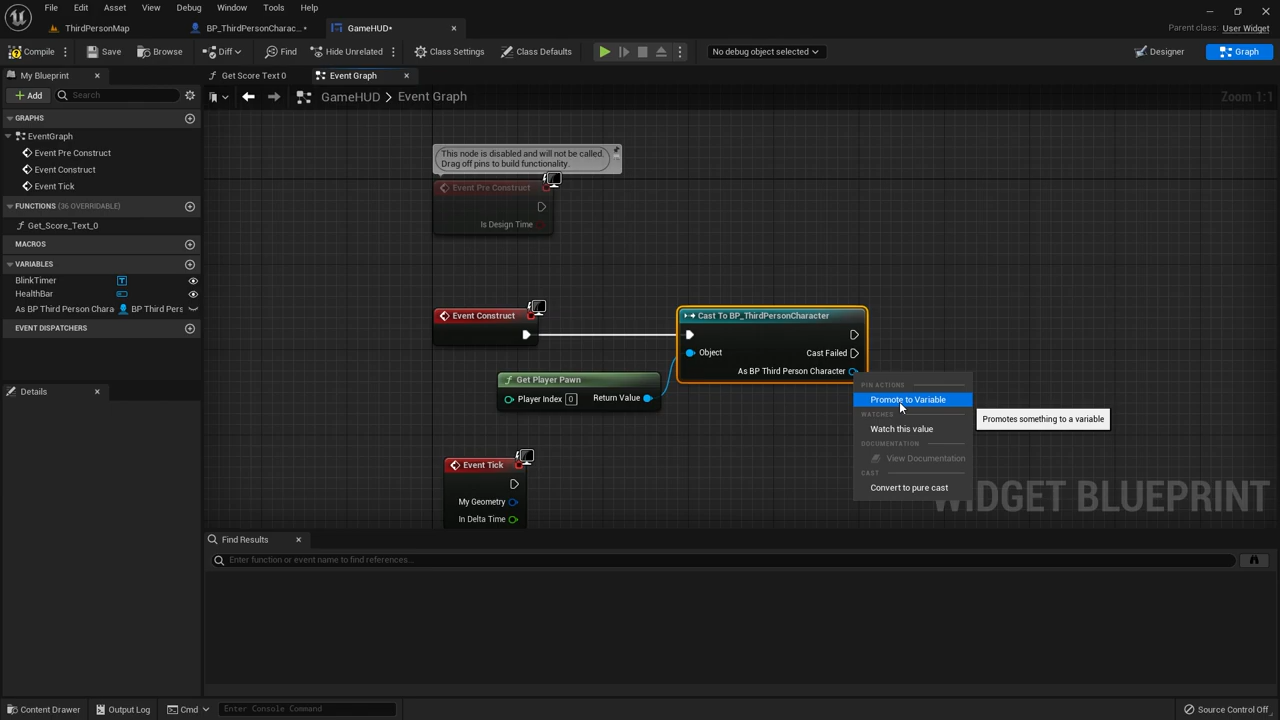 File Edit Asset View Debug Window Tools Help
ThirdPersonMap
BP_ThirdPersonCharac...•
GameHUD•
Parent class: User Widget
Compile
Save
Browse
Diff
Find
Hide Unrelated
Class Settings
Class Defaults
No debug object selected
Designer
Graph
My Blueprint
Get Score Text 0
Event Graph
Add
Search
GameHUD > Event Graph
Zoom 1:1
GRAPHS
EventGraph
Event Pre Construct
Event Construct
Event Tick
FUNCTIONS (36 OVERRIDABLE)
Get_Score_Text_0
MACROS
VARIABLES
BlinkTimer
HealthBar
As BP Third Person Chara
BP Third Pers
EVENT DISPATCHERS
Details
This node is disabled and will not be called.
Drag off pins to build functionality.
Event Pre Construct
Is Design Time
Event Construct
Cast To BP_ThirdPersonCharacter
Object
Cast Failed
As BP Third Person Character
Get Player Pawn
Player Index 0
Return Value
PIN ACTIONS
Promote to Variable
WATCHES
Watch this value
DOCUMENTATION
View Documentation
CAST
Convert to pure cast
Promotes something to a variable
Event Tick
My Geometry
In Delta Time
WIDGET BLUEPRINT
Find Results
Enter function or event name to find references...
Content Drawer
Output Log
Cmd
Enter Console Command
Source Control Off